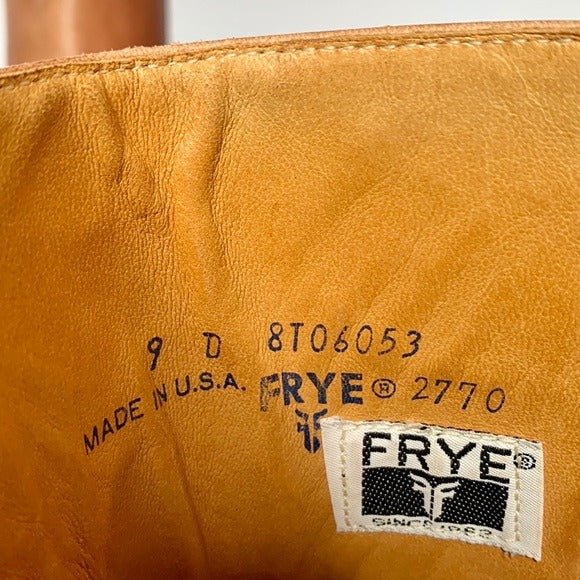 9 D 8T06053
MADE IN U.S.A. FRYE® 2770
FRYE®
SINCE 1863